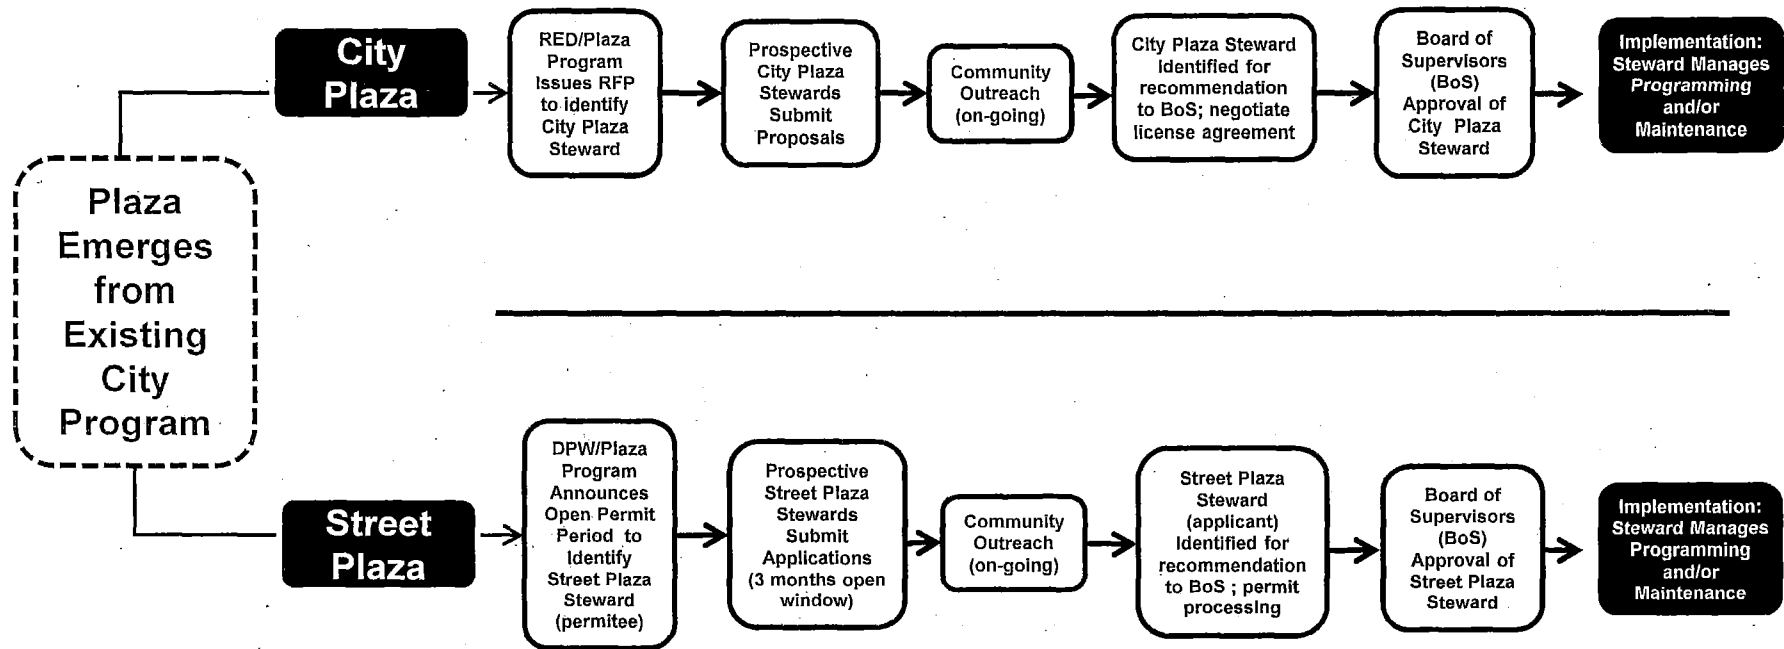 Plaza
Emerges
from
Existing
City
Program
City
Plaza
RED/Plaza
Program
Issues RFP
to identify
City Plaza
Steward
Prospective
City Plaza
Stewards
Submit
Proposals
Community
Outreach
(on-going)
City Plaza Steward
Identified for
recommendation
to BoS; negotiate
license agreement
Board of
Supervisors
(BoS)
Approval of
City Plaza
Steward
Implementation:
Steward Manages
Programming
and/or
Maintenance
Street
Plaza
DPW/Plaza
Program
Announces
Open Permit
Period to
Identify
Street Plaza
Steward
(permitee)
Prospective
Street Plaza
Stewards
Submit
Applications
(3 months open
window)
Community
Outreach
(on-going)
Street Plaza
Steward
(applicant)
Identified for
recommendation
to BoS ; permit
processing
Board of
Supervisors
(BoS)
Approval of
Street Plaza
Steward
Implementation:
Steward Manages
Programming
and/or
Maintenance